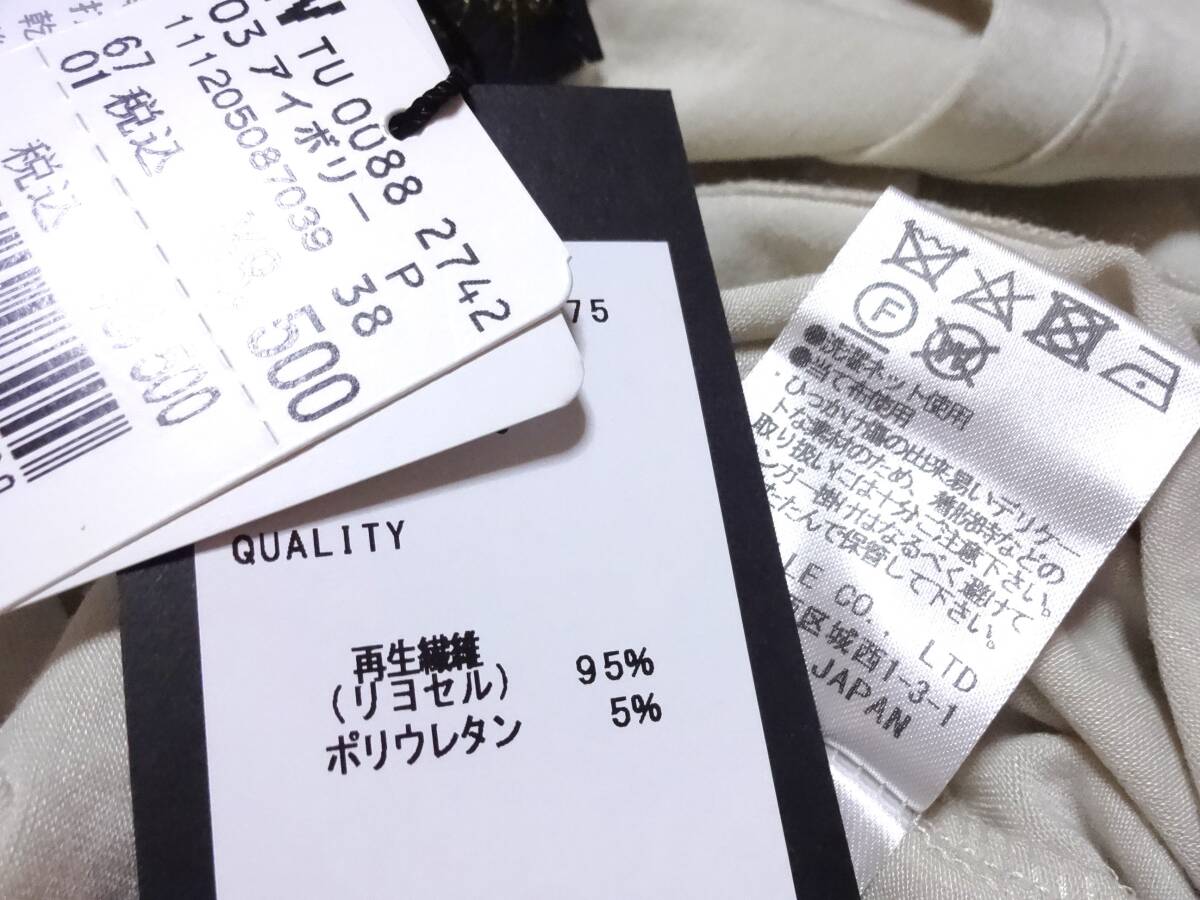 TU 0088 2742
03 アイボリー P
111205087039 38
67 税込 500
01
税込 500
75
QUALITY
再生繊維
(リヨセル) 95%
ポリウレタン 5%
F
●洗濯ネット使用
●当て布使用
・ひっかけ傷の出来易いデリケー
トな素材のため、着脱時などの
取り扱いには十分ご注意下さい。
ンガー掛けはなるべく避けて
たたんで保管して下さい。
LE CO., LTD
区城西1-3-1
JAPAN